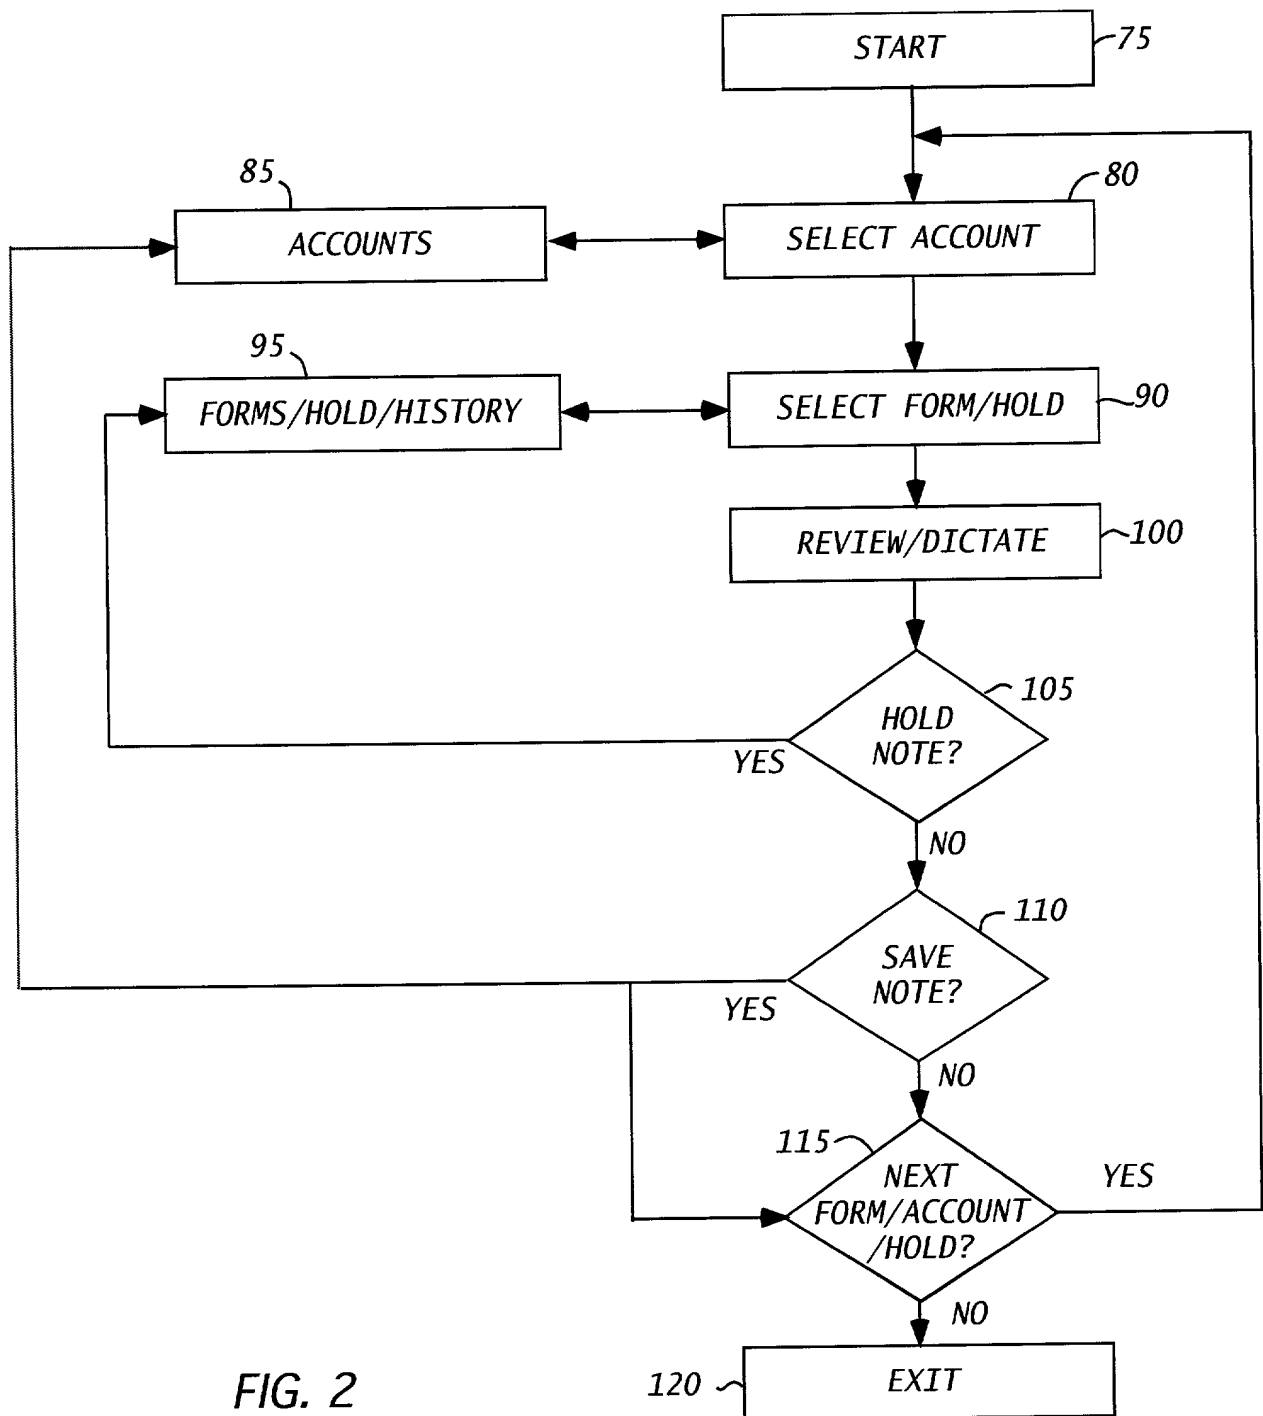 START
75
85
80
ACCOUNTS
SELECT ACCOUNT
95
90
FORMS/HOLD/HISTORY
SELECT FORM/HOLD
REVIEW/DICTATE
100
105
HOLD
NOTE?
YES
NO
110
SAVE
NOTE?
YES
NO
115
NEXT
FORM/ACCOUNT
/HOLD?
YES
NO
120
EXIT
FIG. 2